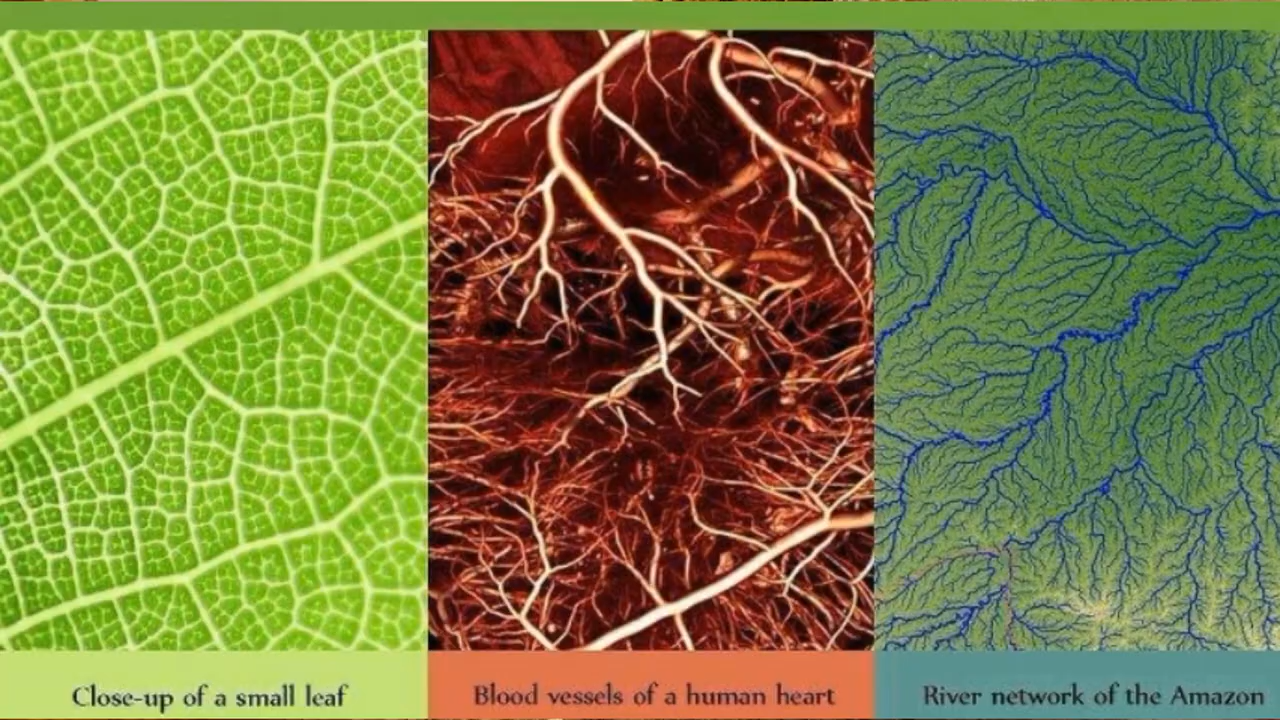 Close-up of a small leaf
Blood vessels of a human heart
River network of the Amazon